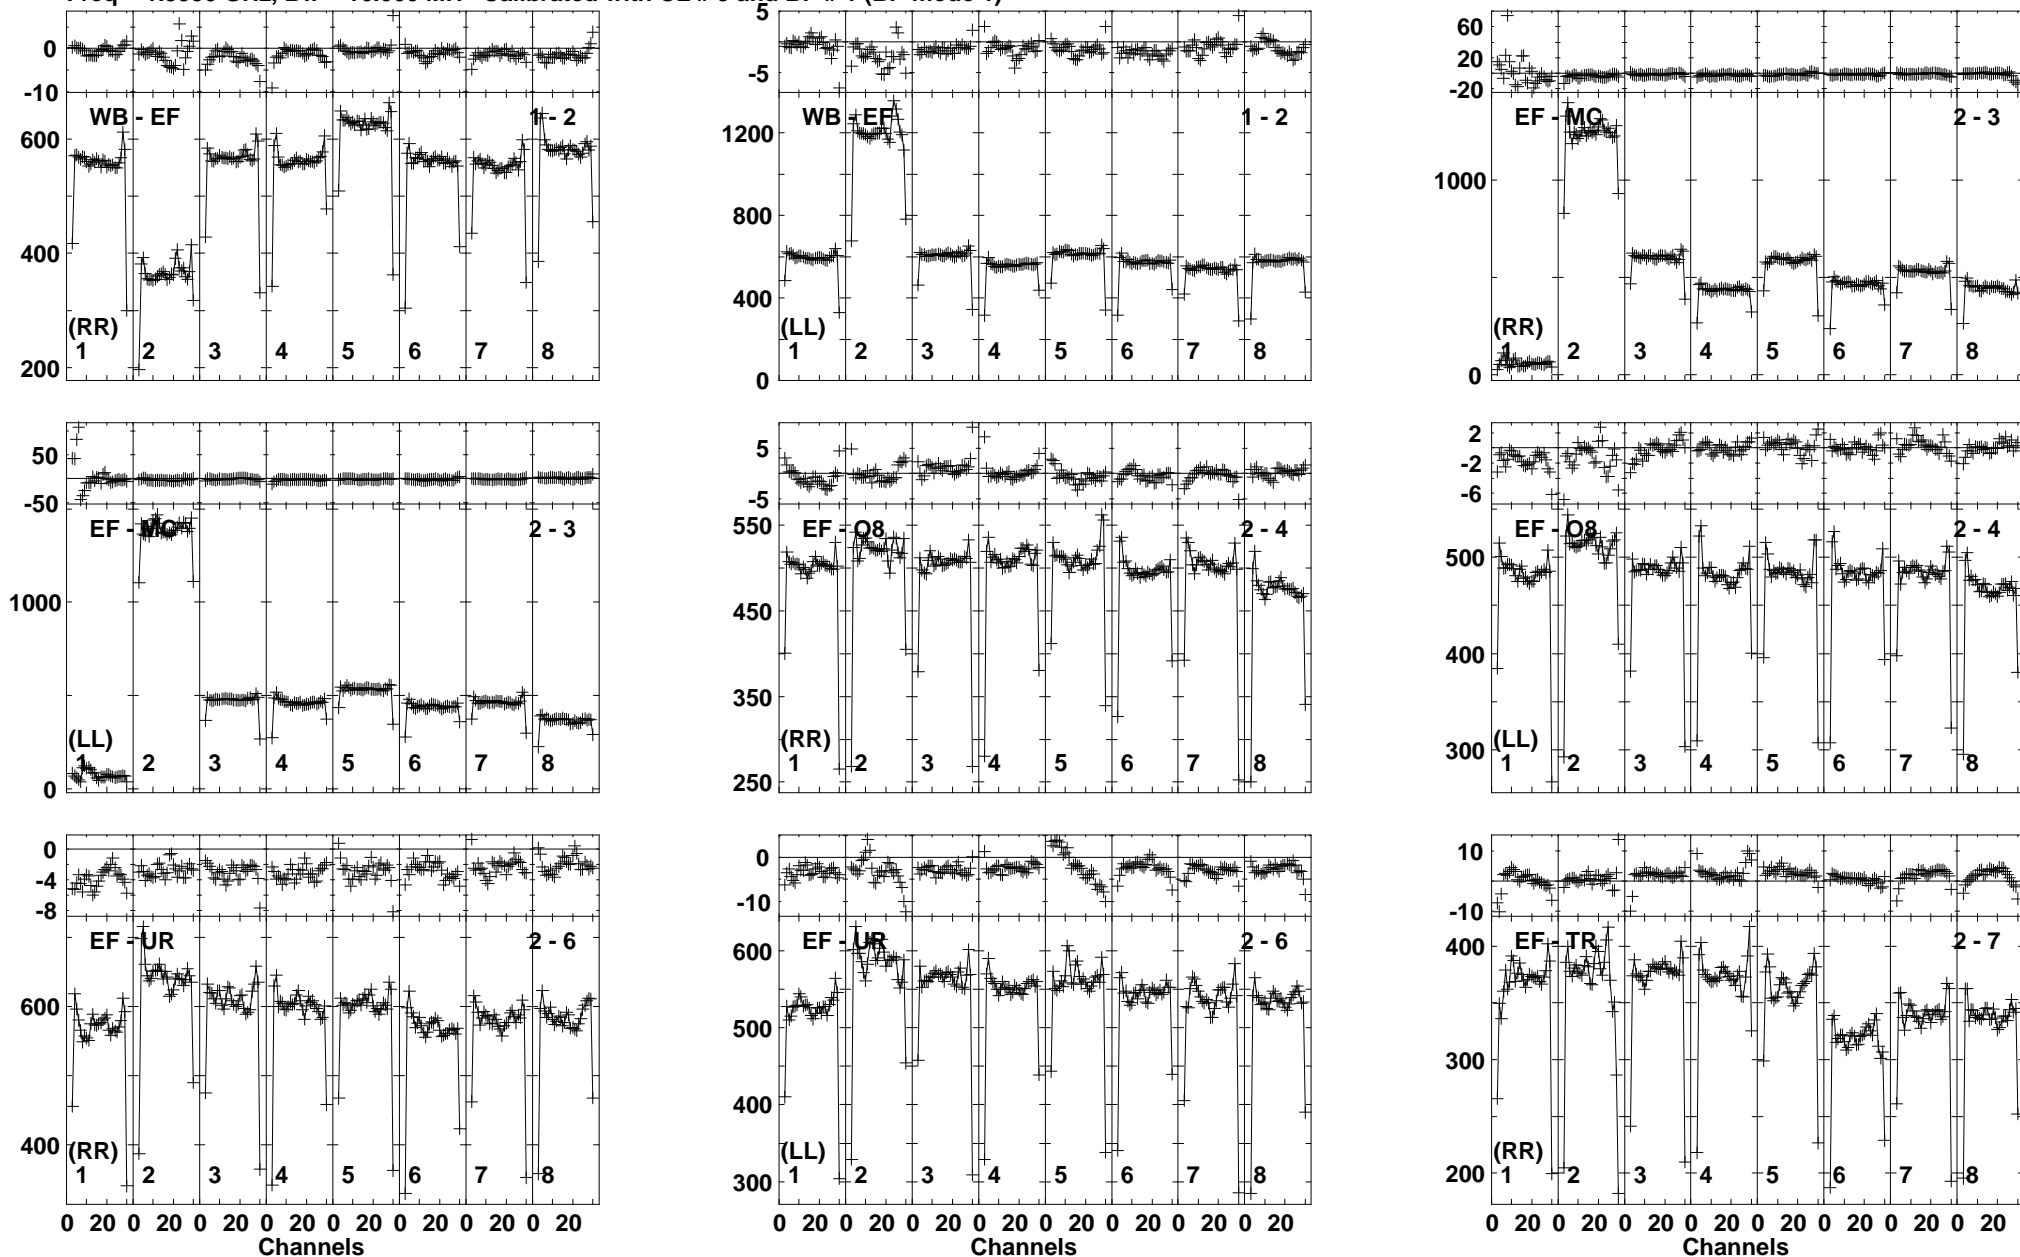 0 -10 WB - EF 1 - 2 600 400 200 (RR) 1 2 3 4 5 6 7 8
5 -5 WB - EF 1 - 2 1200 800 400 0 (LL) 1 2 3 4 5 6 7 8
60 20 -20 EF - MC 2 - 3 1000 0 (RR) 1 2 3 4 5 6 7 8
50 -50 EF - MC 2 - 3 1000 0 (LL) 1 2 3 4 5 6 7 8
5 -5 EF - O8 2 - 4 550 450 350 250 (RR) 1 2 3 4 5 6 7 8
2 -2 -6 EF - O8 2 - 4 500 400 300 (LL) 1 2 3 4 5 6 7 8
0 -4 -8 EF - UR 2 - 6 600 400 (RR) 1 2 3 4 5 6 7 8
0 -10 EF - UR 2 - 6 600 500 400 300 (LL) 1 2 3 4 5 6 7 8
10 -10 EF - TR 2 - 7 400 300 200 (RR) 1 2 3 4 5 6 7 8
0 20 0 20 0 20 0 20 0 20 0 20 0 20 0 20
Channels
0 20 0 20 0 20 0 20 0 20 0 20 0 20 0 20
0 20 0 20 0 20 0 20 0 20 0 20 0 20 0 20
Channels